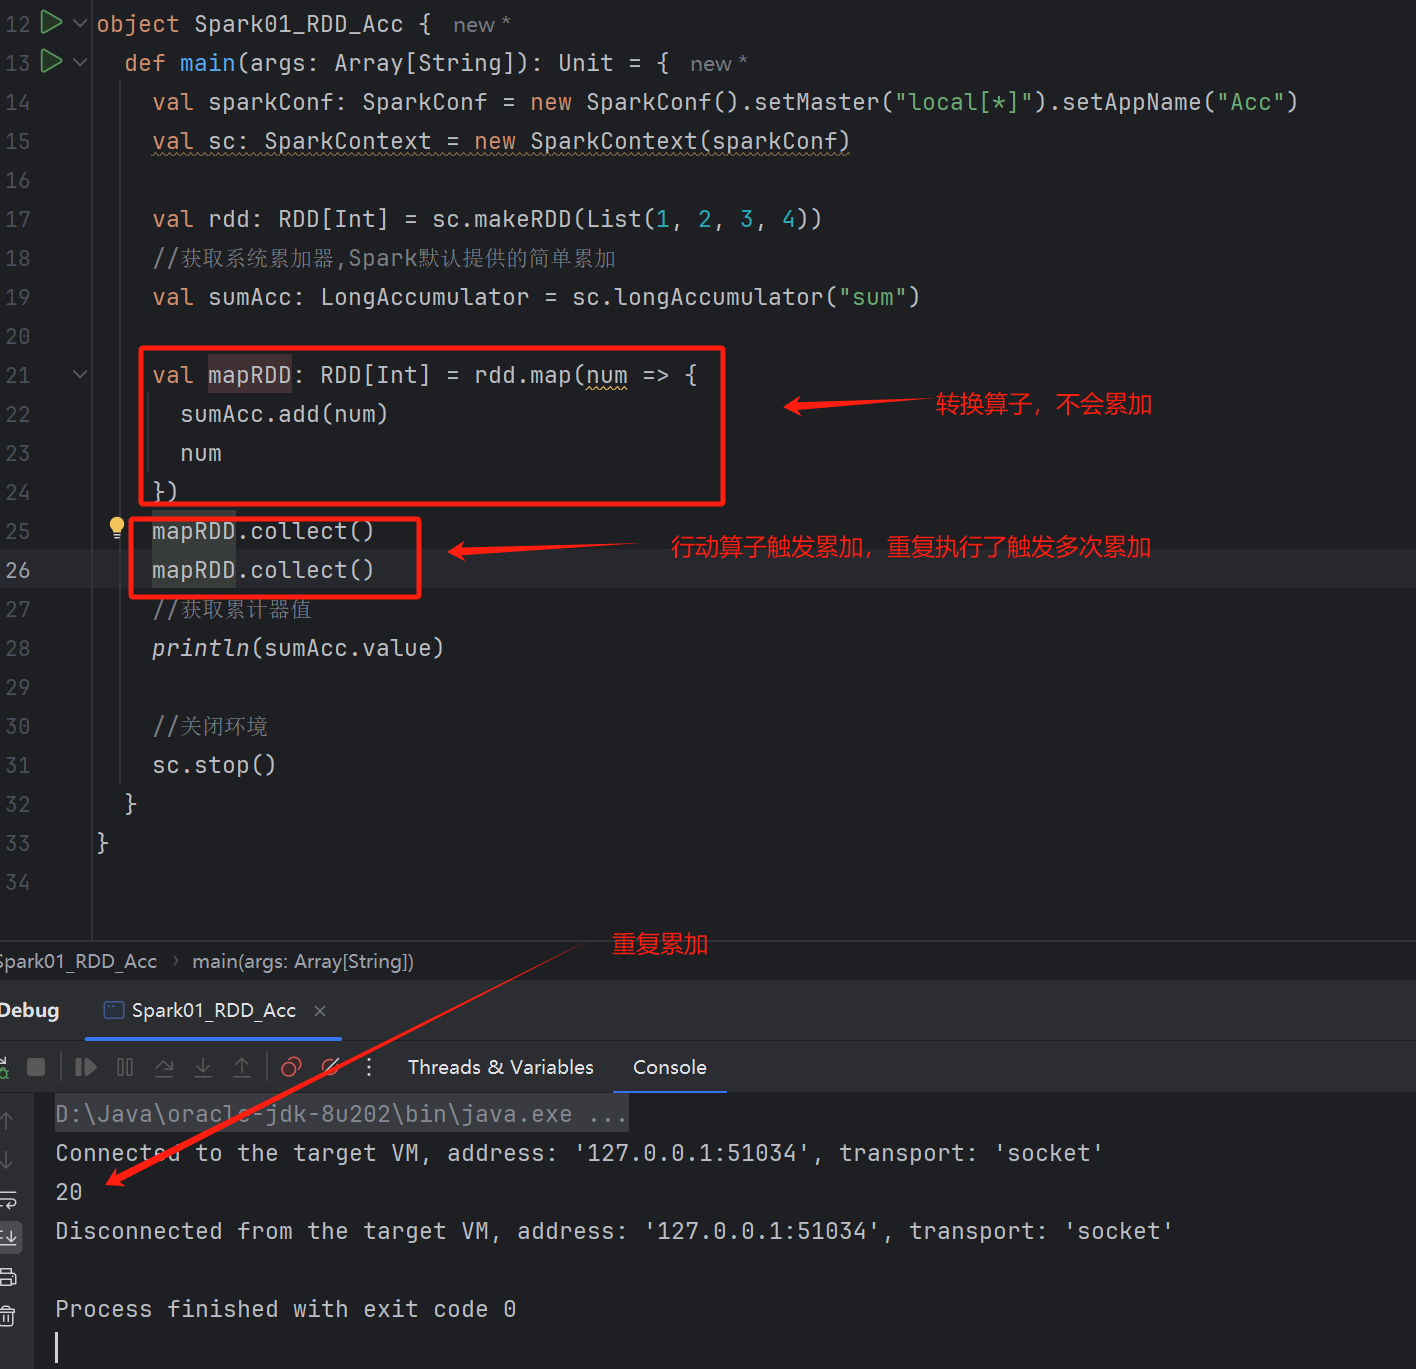 12 object Spark01_RDD_Acc { new *
13 def main(args: Array[String]): Unit = { new *
14 val sparkConf: SparkConf = new SparkConf().setMaster("local[*]").setAppName("Acc")
15 val sc: SparkContext = new SparkContext(sparkConf)
16
17 val rdd: RDD[Int] = sc.makeRDD(List(1, 2, 3, 4))
18 //获取系统累加器,Spark默认提供的简单累加
19 val sumAcc: LongAccumulator = sc.longAccumulator("sum")
20
21 val mapRDD: RDD[Int] = rdd.map(num => {
转换算子，不会累加
22 sumAcc.add(num)
23 num
24 })
25 mapRDD.collect()
行动算子触发累加，重复执行了触发多次累加
26 mapRDD.collect()
27 //获取累计器值
28 println(sumAcc.value)
29
30 //关闭环境
31 sc.stop()
32 }
33 }
34
重复累加
Spark01_RDD_Acc › main(args: Array[String])
Debug Spark01_RDD_Acc ×
Threads & Variables Console
D:\Java\oracle-jdk-8u202\bin\java.exe ...
Connected to the target VM, address: '127.0.0.1:51034', transport: 'socket'
20
Disconnected from the target VM, address: '127.0.0.1:51034', transport: 'socket'
Process finished with exit code 0